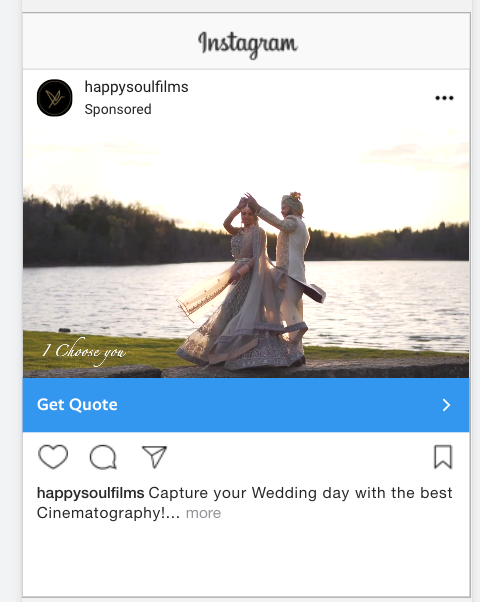 Instagram
happysoulfilms
Sponsored
I Choose you
Get Quote
happysoulfilms Capture your Wedding day with the best
Cinematography!... more